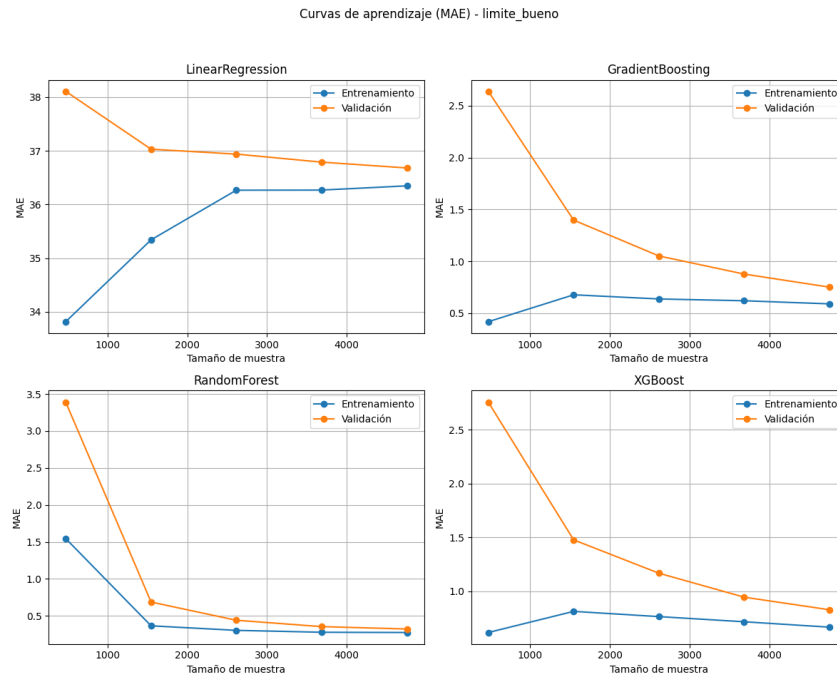 Curvas de aprendizaje (MAE) - limite_bueno
LinearRegression
38
37
36
35
34
MAE
1000 2000 3000 4000
Tamaño de muestra
Entrenamiento
Validación
GradientBoosting
2.5
2.0
1.5
1.0
0.5
MAE
1000 2000 3000 4000
Tamaño de muestra
Entrenamiento
Validación
RandomForest
3.5
3.0
2.5
2.0
1.5
1.0
0.5
MAE
1000 2000 3000 4000
Tamaño de muestra
Entrenamiento
Validación
XGBoost
2.5
2.0
1.5
1.0
MAE
1000 2000 3000 4000
Tamaño de muestra
Entrenamiento
Validación